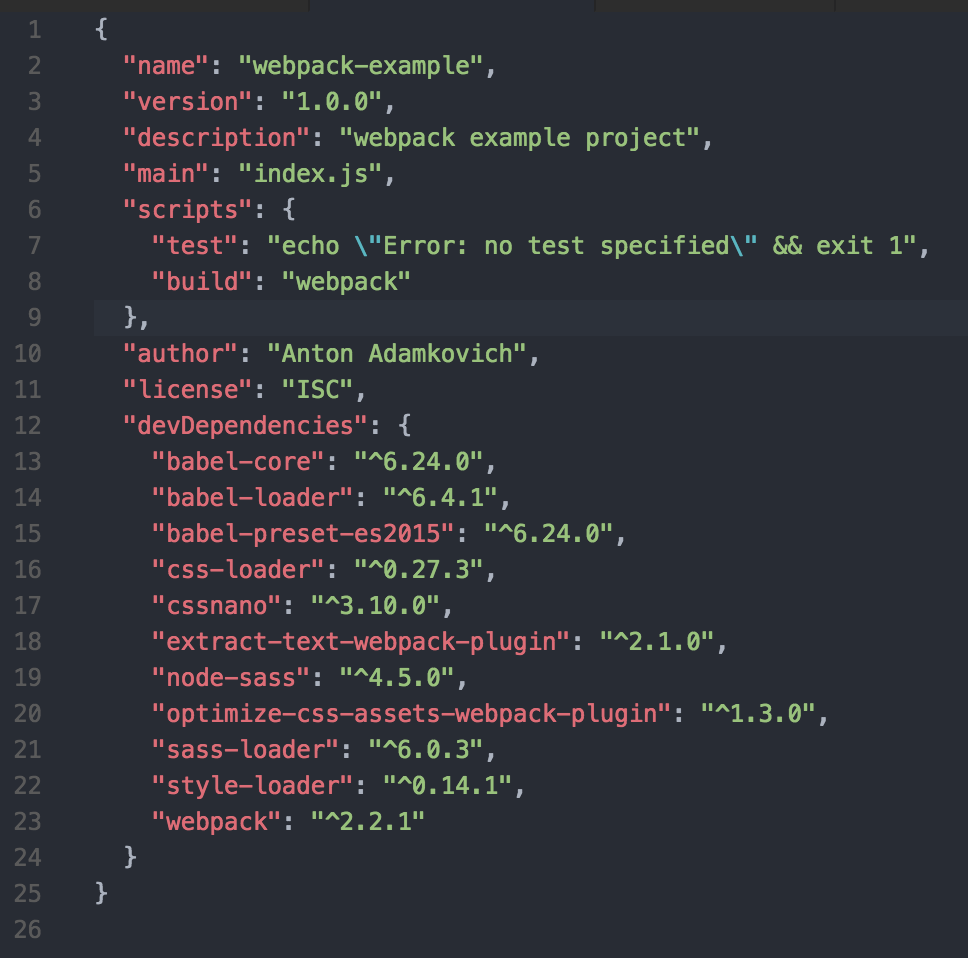 1 {
2 "name": "webpack-example",
3 "version": "1.0.0",
4 "description": "webpack example project",
5 "main": "index.js",
6 "scripts": {
7 "test": "echo \"Error: no test specified\" && exit 1",
8 "build": "webpack"
9 },
10 "author": "Anton Adamkovich",
11 "license": "ISC",
12 "devDependencies": {
13 "babel-core": "^6.24.0",
14 "babel-loader": "^6.4.1",
15 "babel-preset-es2015": "^6.24.0",
16 "css-loader": "^0.27.3",
17 "cssnano": "^3.10.0",
18 "extract-text-webpack-plugin": "^2.1.0",
19 "node-sass": "^4.5.0",
20 "optimize-css-assets-webpack-plugin": "^1.3.0",
21 "sass-loader": "^6.0.3",
22 "style-loader": "^0.14.1",
23 "webpack": "^2.2.1"
24 }
25 }
26